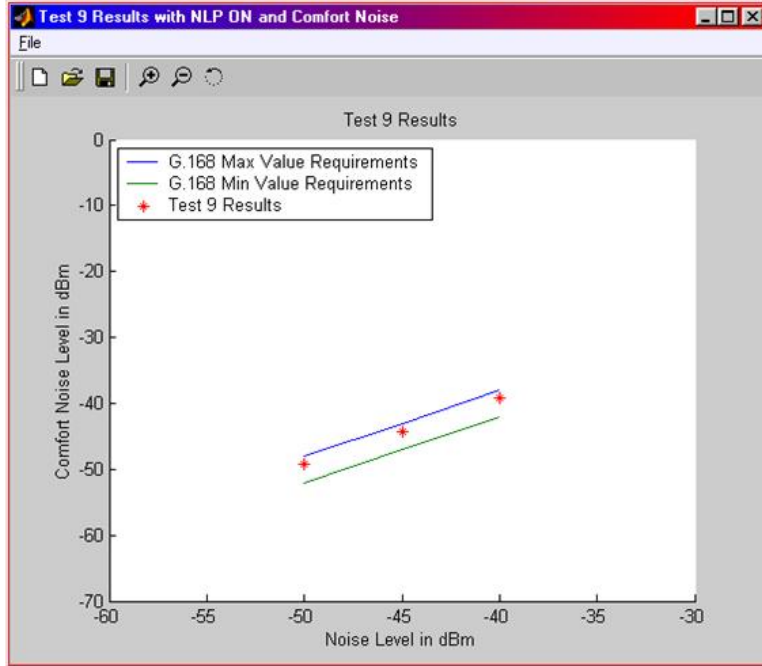 Test 9 Results with NLP ON and Comfort Noise
File
Test 9 Results
G.168 Max Value Requirements
G.168 Min Value Requirements
Test 9 Results
Comfort Noise Level in dBm
0
-10
-20
-30
-40
-50
-60
-70
-60
-55
-50
-45
-40
-35
-30
Noise Level in dBm